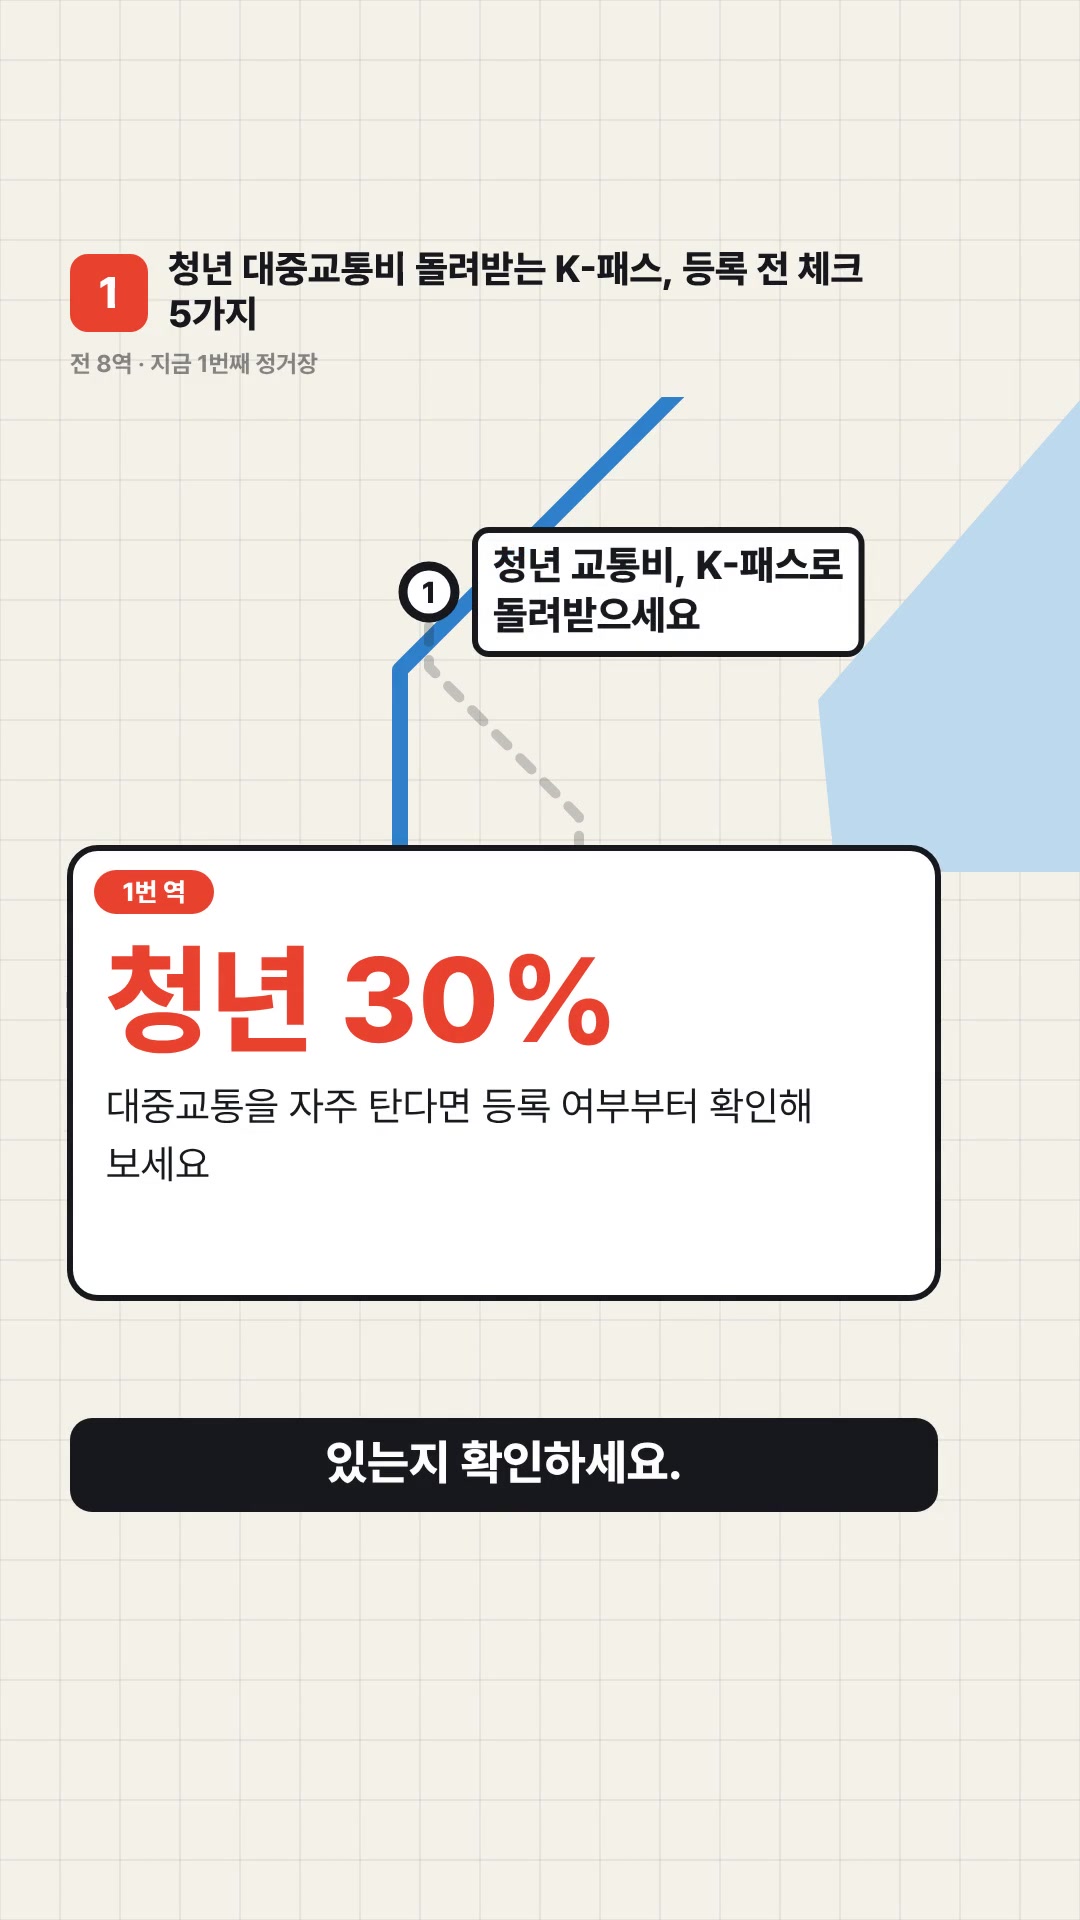 1
청년 대중교통비 돌려받는 K-패스, 등록 전 체크
5가지
전 8역 · 지금 1번째 정거장
1
청년 교통비, K-패스로
돌려받으세요
1번 역
청년 30%
대중교통을 자주 탄다면 등록 여부부터 확인해
보세요
있는지 확인하세요.